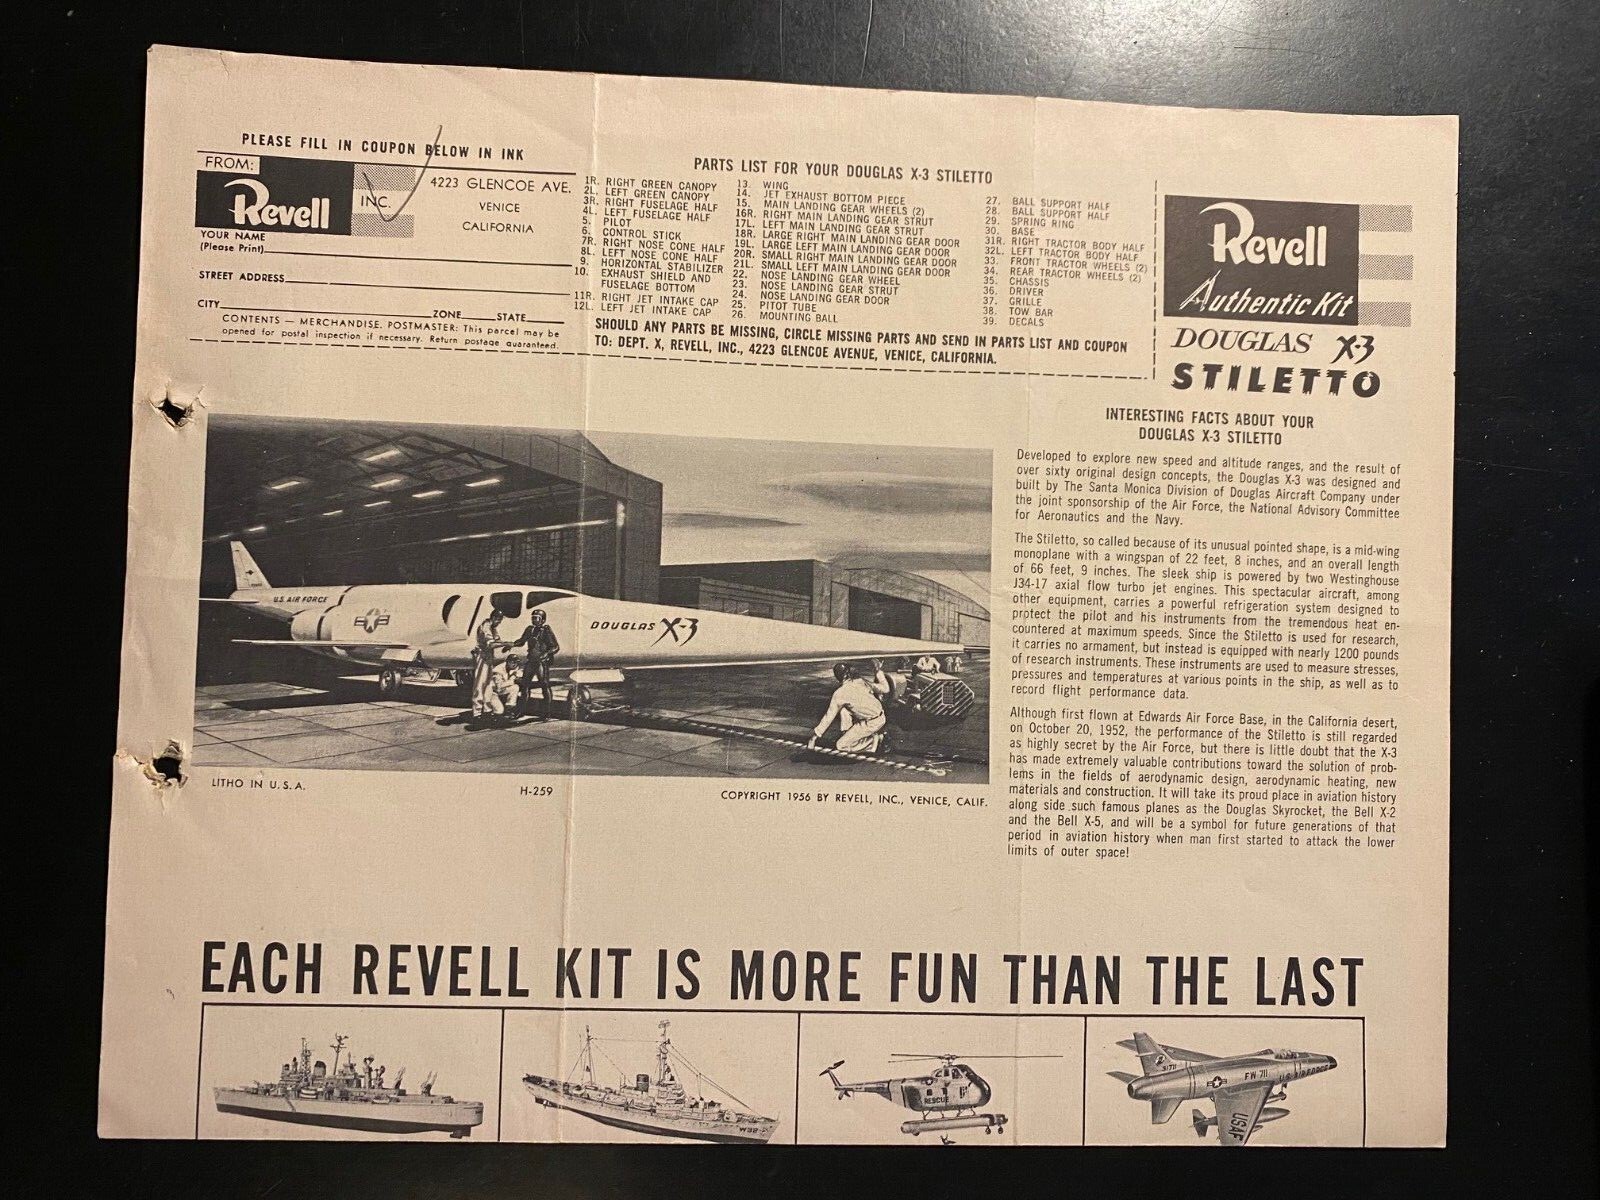 PLEASE FILL IN COUPON BELOW IN INK
FROM:
Revell
INC.
4223 GLENCOE AVE.
VENICE
CALIFORNIA
YOUR NAME
(Please Print)
STREET ADDRESS
CITY ZONE STATE
CONTENTS — MERCHANDISE. POSTMASTER: This parcel may be
opened for postal inspection if necessary. Return postage guaranteed.
PARTS LIST FOR YOUR DOUGLAS X-3 STILETTO
1R. RIGHT GREEN CANOPY
2L. LEFT GREEN CANOPY
3R. RIGHT FUSELAGE HALF
4L. LEFT FUSELAGE HALF
5. PILOT
6. CONTROL STICK
7R. RIGHT NOSE CONE HALF
8L. LEFT NOSE CONE HALF
9. HORIZONTAL STABILIZER
10. EXHAUST SHIELD AND
FUSELAGE BOTTOM
11R. RIGHT JET INTAKE CAP
12L. LEFT JET INTAKE CAP
13. WING
14. JET EXHAUST BOTTOM PIECE
15. MAIN LANDING GEAR WHEELS (2)
16R. RIGHT MAIN LANDING GEAR STRUT
17L. LEFT MAIN LANDING GEAR STRUT
18R. LARGE RIGHT MAIN LANDING GEAR DOOR
19L. LARGE LEFT MAIN LANDING GEAR DOOR
20R. SMALL RIGHT MAIN LANDING GEAR DOOR
21L. SMALL LEFT MAIN LANDING GEAR DOOR
22. NOSE LANDING GEAR WHEEL
23. NOSE LANDING GEAR STRUT
24. NOSE LANDING GEAR DOOR
25. PITOT TUBE
26. MOUNTING BALL
27. BALL SUPPORT HALF
28. BALL SUPPORT HALF
29. SPRING RING
30. BASE
31R. RIGHT TRACTOR BODY HALF
32L. LEFT TRACTOR BODY HALF
33. FRONT TRACTOR WHEELS (2)
34. REAR TRACTOR WHEELS (2)
35. CHASSIS
36. DRIVER
37. GRILLE
38. TOW BAR
39. DECALS
SHOULD ANY PARTS BE MISSING, CIRCLE MISSING PARTS AND SEND IN PARTS LIST AND COUPON
TO: DEPT. X, REVELL, INC., 4223 GLENCOE AVENUE, VENICE, CALIFORNIA.
Revell
Authentic Kit
DOUGLAS X-3
STILETTO
INTERESTING FACTS ABOUT YOUR
DOUGLAS X-3 STILETTO
Developed to explore new speed and altitude ranges, and the result of
over sixty original design concepts, the Douglas X-3 was designed and
built by The Santa Monica Division of Douglas Aircraft Company under
the joint sponsorship of the Air Force, the National Advisory Committee
for Aeronautics and the Navy.
The Stiletto, so called because of its unusual pointed shape, is a mid-wing
monoplane with a wingspan of 22 feet, 8 inches, and an overall length
of 66 feet, 9 inches. The sleek ship is powered by two Westinghouse
J34-17 axial flow turbo jet engines. This spectacular aircraft, among
other equipment, carries a powerful refrigeration system designed to
protect the pilot and his instruments from the tremendous heat en-
countered at maximum speeds. Since the Stiletto is used for research,
it carries no armament, but instead is equipped with nearly 1200 pounds
of research instruments. These instruments are used to measure stresses,
pressures and temperatures at various points in the ship, as well as to
record flight performance data.
Although first flown at Edwards Air Force Base, in the California desert,
on October 20, 1952, the performance of the Stiletto is still regarded
as highly secret by the Air Force, but there is little doubt that the X-3
has made extremely valuable contributions toward the solution of prob-
lems in the fields of aerodynamic design, aerodynamic heating, new
materials and construction. It will take its proud place in aviation history
along side such famous planes as the Douglas Skyrocket, the Bell X-2
and the Bell X-5, and will be a symbol for future generations of that
period in aviation history when man first started to attack the lower
limits of outer space!
U.S. AIR FORCE
DOUGLAS X-3
LITHO IN U.S.A.
H-259
COPYRIGHT 1956 BY REVELL, INC., VENICE, CALIF.
EACH REVELL KIT IS MORE FUN THAN THE LAST
RESCUE
31711
FW-711
U.S. AIR FORCE
USAF